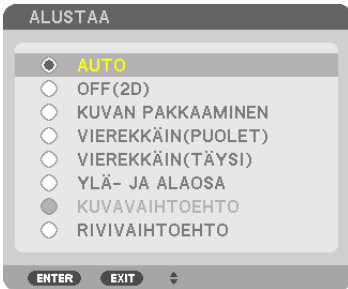 ALUSTAA
AUTO
OFF(2D)
KUVAN PAKKAAMINEN
VIEREKKÄIN(PUOLET)
VIEREKKÄIN(TÄYSI)
YLÄ- JA ALAOSA
KUVAVAIHTOEHTO
RIVIVAIHTOEHTO
ENTER EXIT